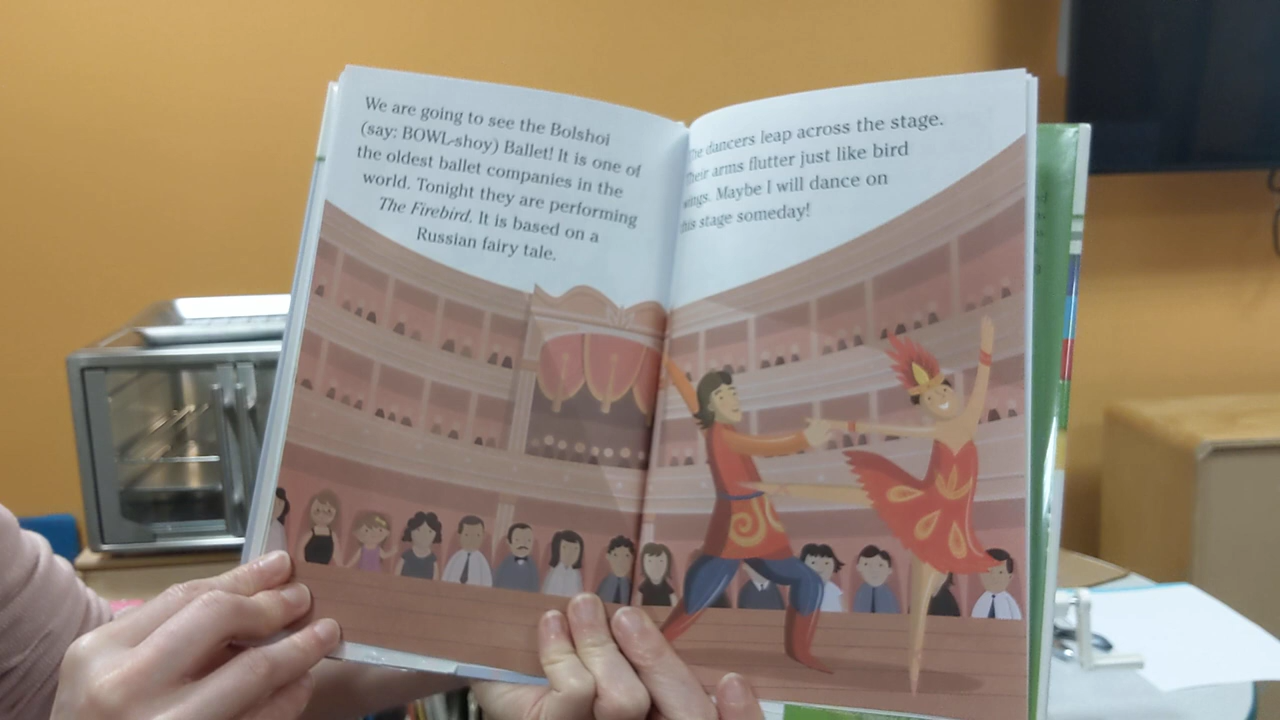 We are going to see the Bolshoi
(say: BOWL-shoy) Ballet! It is one of
the oldest ballet companies in the
world. Tonight they are performing
The Firebird. It is based on a
Russian fairy tale.
The dancers leap across the stage.
Their arms flutter just like bird
wings. Maybe I will dance on
this stage someday!